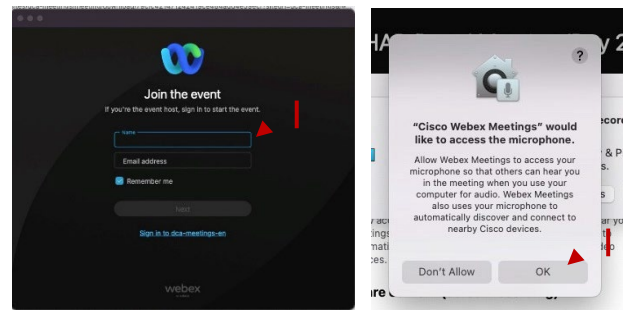 Join the event
If you're the event host, sign in to start the event.
Name
Email address
Remember me
Next
Sign in to dca-meetings-en
webex
HA
y 2
?
"Cisco Webex Meetings" would
like to access the microphone.
Allow Webex Meetings to access your
microphone so that others can hear you
in the meeting when you use your
computer for audio. Webex Meetings
also uses your microphone to
automatically discover and connect to
nearby Cisco devices.
Don't Allow
OK
ecor
& P
s.